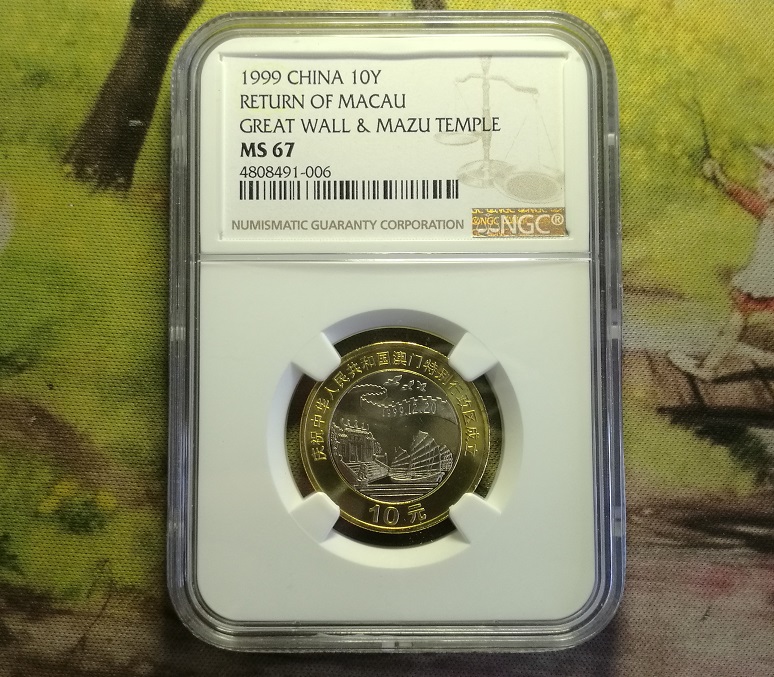 1999 CHINA 10Y
RETURN OF MACAU
GREAT WALL & MAZU TEMPLE
MS 67
4808491-006
NUMISMATIC GUARANTY CORPORATION
NGC®
庆祝中华人民共和国澳门特别行政区成立
1999.12.20
10元